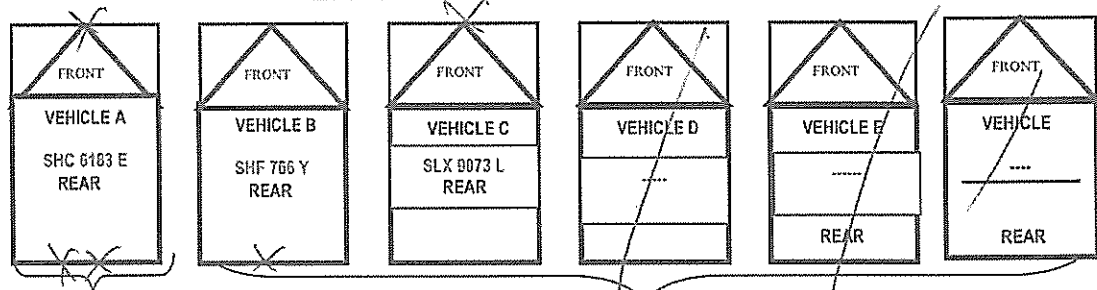 FRONT
VEHICLE A
SHC 6183 E
REAR
FRONT
VEHICLE B
SHF 766 Y
REAR
FRONT
VEHICLE C
SLX 9073 L
REAR
FRONT
VEHICLE D
-----
FRONT
VEHICLE E
-----
REAR
FRONT
VEHICLE
----
REAR